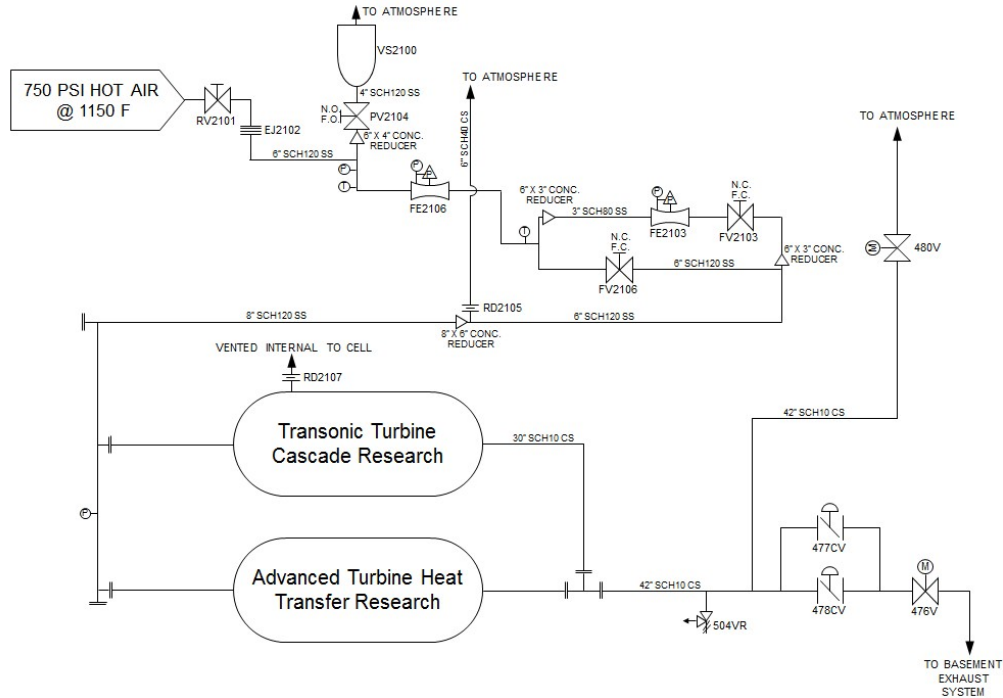 TO ATMOSPHERE
VS2100
750 PSI HOT AIR
@ 1150 F
RV2101
EJ2102
4" SCH120 SS
N.O.
F.O.
PV2104
6" X 4" CONC.
REDUCER
6" SCH120 SS
P
T
P
P
FE2106
TO ATMOSPHERE
6" SCH40 CS
6" X 3" CONC.
REDUCER
T
3" SCH80 SS
P
P
FE2103
N.C.
F.C.
FV2103
N.C.
F.C.
FV2106
6" SCH120 SS
6" X 3" CONC.
REDUCER
TO ATMOSPHERE
M
480V
8" SCH120 SS
RD2105
8" X 6" CONC.
REDUCER
6" SCH120 SS
VENTED INTERNAL TO CELL
RD2107
Transonic Turbine
Cascade Research
30" SCH10 CS
42" SCH10 CS
P
Advanced Turbine Heat
Transfer Research
42" SCH10 CS
504VR
477CV
478CV
M
476V
TO BASEMENT
EXHAUST
SYSTEM